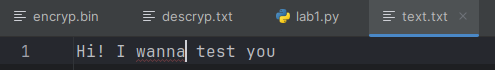 encryp.bin descryp.txt lab1.py text.txt ×
1 Hi! I wanna test you